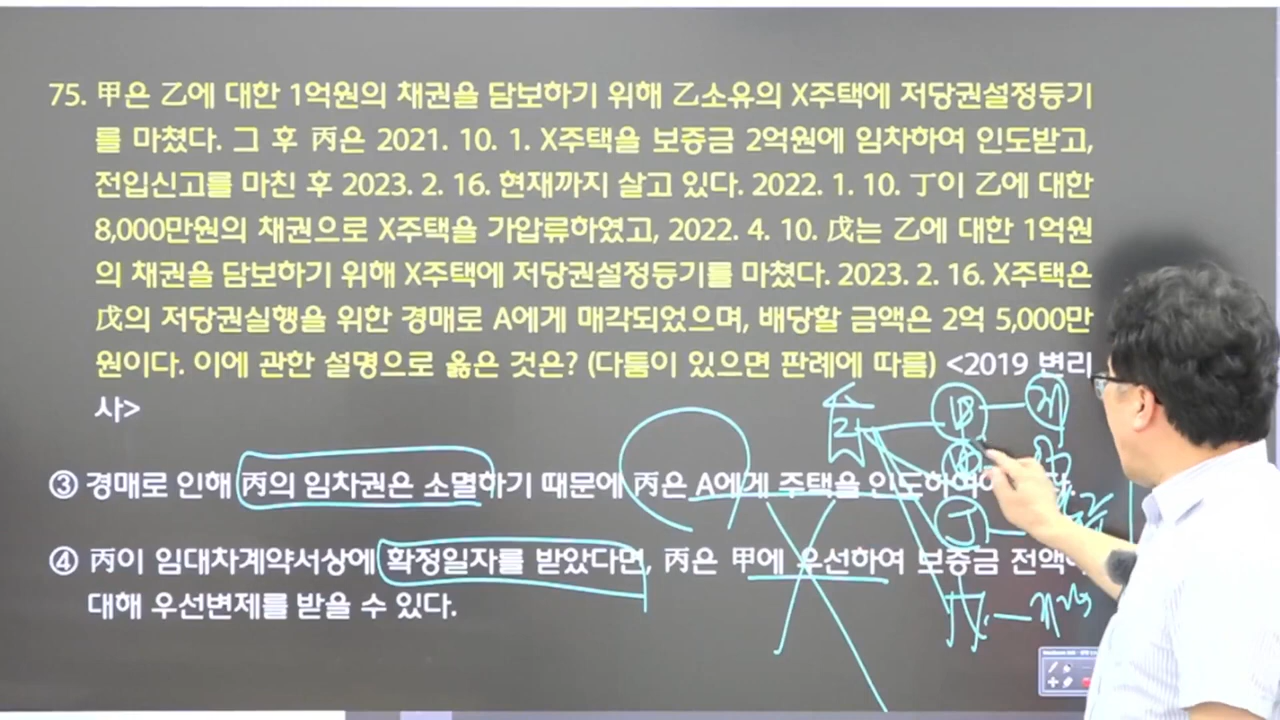 75. 甲은 乙에 대한 1억원의 채권을 담보하기 위해 乙소유의 X주택에 저당권설정등기
를 마쳤다. 그 후 丙은 2021. 10. 1. X주택을 보증금 2억원에 임차하여 인도받고,
전입신고를 마친 후 2023. 2. 16. 현재까지 살고 있다. 2022. 1. 10. 丁이 乙에 대한
8,000만원의 채권으로 X주택을 가압류하였고, 2022. 4. 10. 戊는 乙에 대한 1억원
의 채권을 담보하기 위해 X주택에 저당권설정등기를 마쳤다. 2023. 2. 16. X주택은
戊의 저당권실행을 위한 경매로 A에게 매각되었으며, 배당할 금액은 2억 5,000만
원이다. 이에 관한 설명으로 옳은 것은? (다툼이 있으면 판례에 따름) <2019 변리
사>
③ 경매로 인해 丙의 임차권은 소멸하기 때문에 丙은 A에게 주택을 인도하여
④ 丙이 임대차계약서상에 확정일자를 받았다면, 丙은 甲에 우선하여 보증금 전액
대해 우선변제를 받을 수 있다.